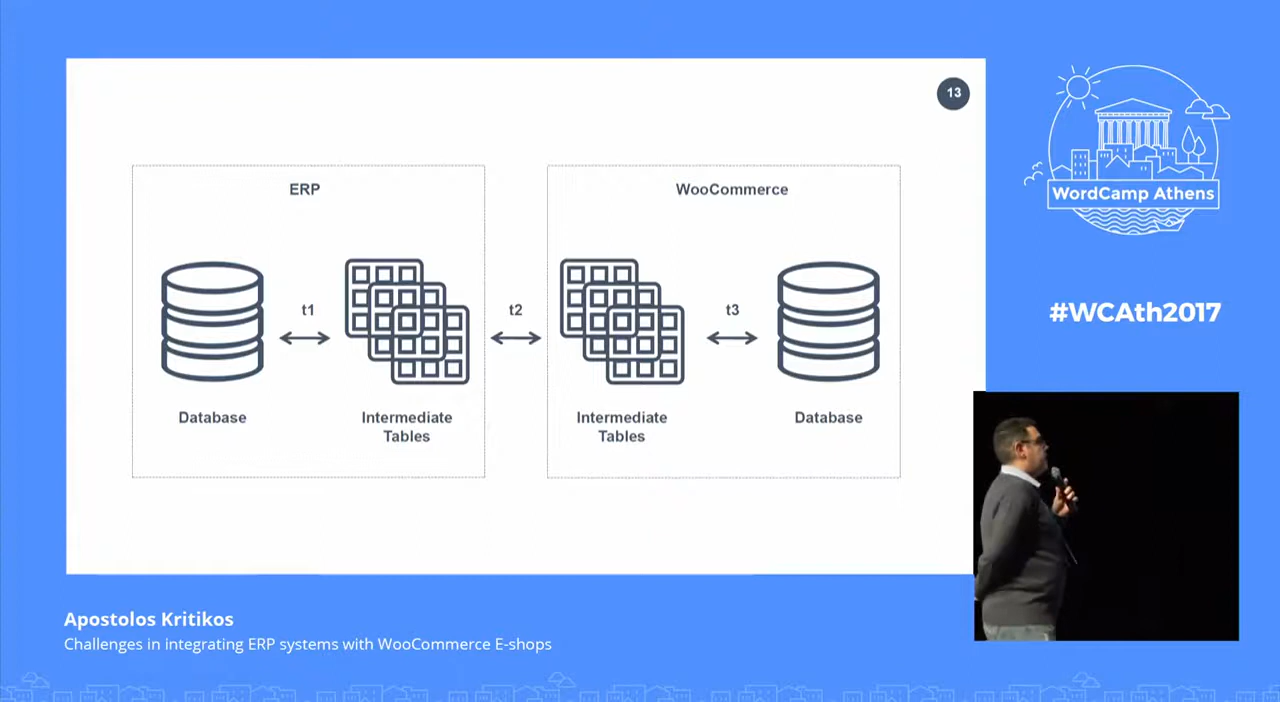 13
ERP
WooCommerce
t1
t2
t3
Database
Intermediate
Tables
Intermediate
Tables
Database
WordCamp Athens
#WCAth2017
Apostolos Kritikos
Challenges in integrating ERP systems with WooCommerce E-shops